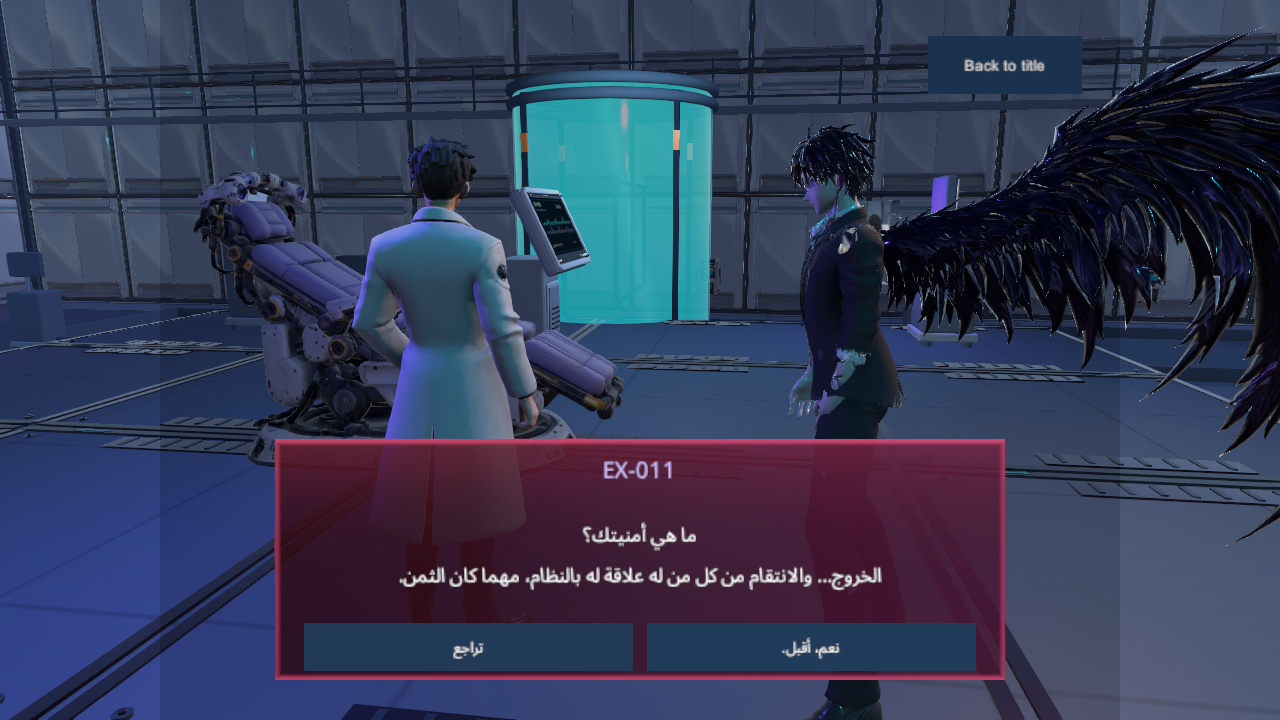 Back to title
EX-011
ما هي أمنيتك؟
الخروج... والانتقام من كل من له علاقة له بالنظام، مهما كان الثمن.
نعم، أقبل.
تراجع